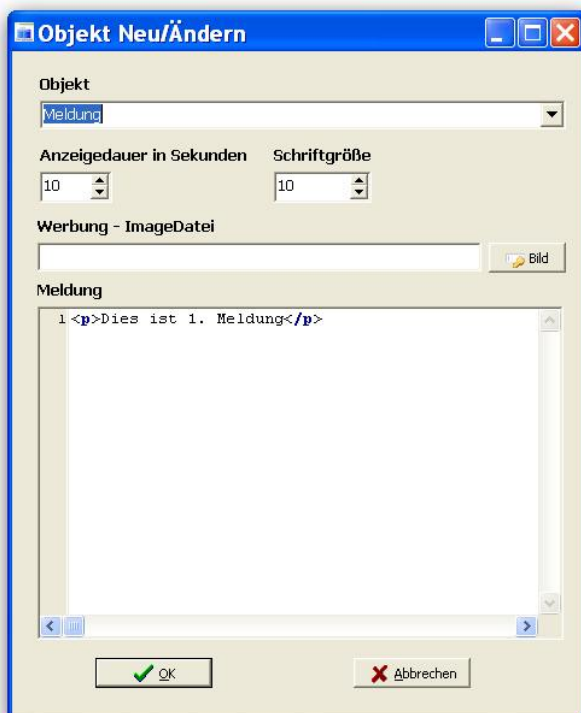 Objekt Neu/Ändern
Objekt
Meldung
Anzeigedauer in Sekunden Schriftgröße
10 10
Werbung - ImageDatei
Bild
Meldung
1 <p>Dies ist 1. Meldung</p>
OK Abbrechen